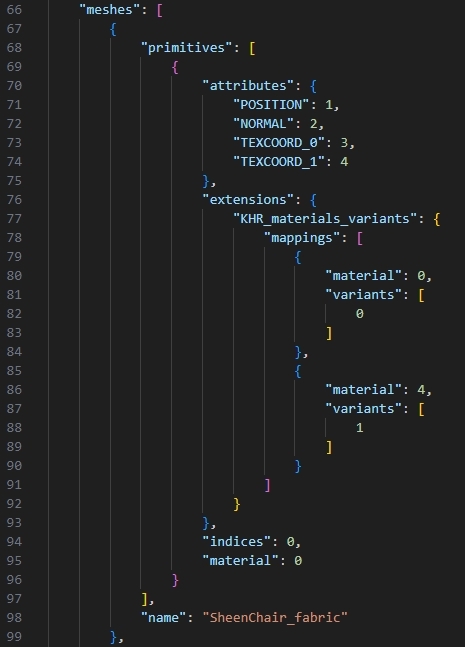 66 "meshes": [
67 {
68 "primitives": [
69 {
70 "attributes": {
71 "POSITION": 1,
72 "NORMAL": 2,
73 "TEXCOORD_0": 3,
74 "TEXCOORD_1": 4
75 },
76 "extensions": {
77 "KHR_materials_variants": {
78 "mappings": [
79 {
80 "material": 0,
81 "variants": [
82 0
83 ]
84 },
85 {
86 "material": 4,
87 "variants": [
88 1
89 ]
90 }
91 ]
92 }
93 },
94 "indices": 0,
95 "material": 0
96 }
97 ],
98 "name": "SheenChair_fabric"
99 },